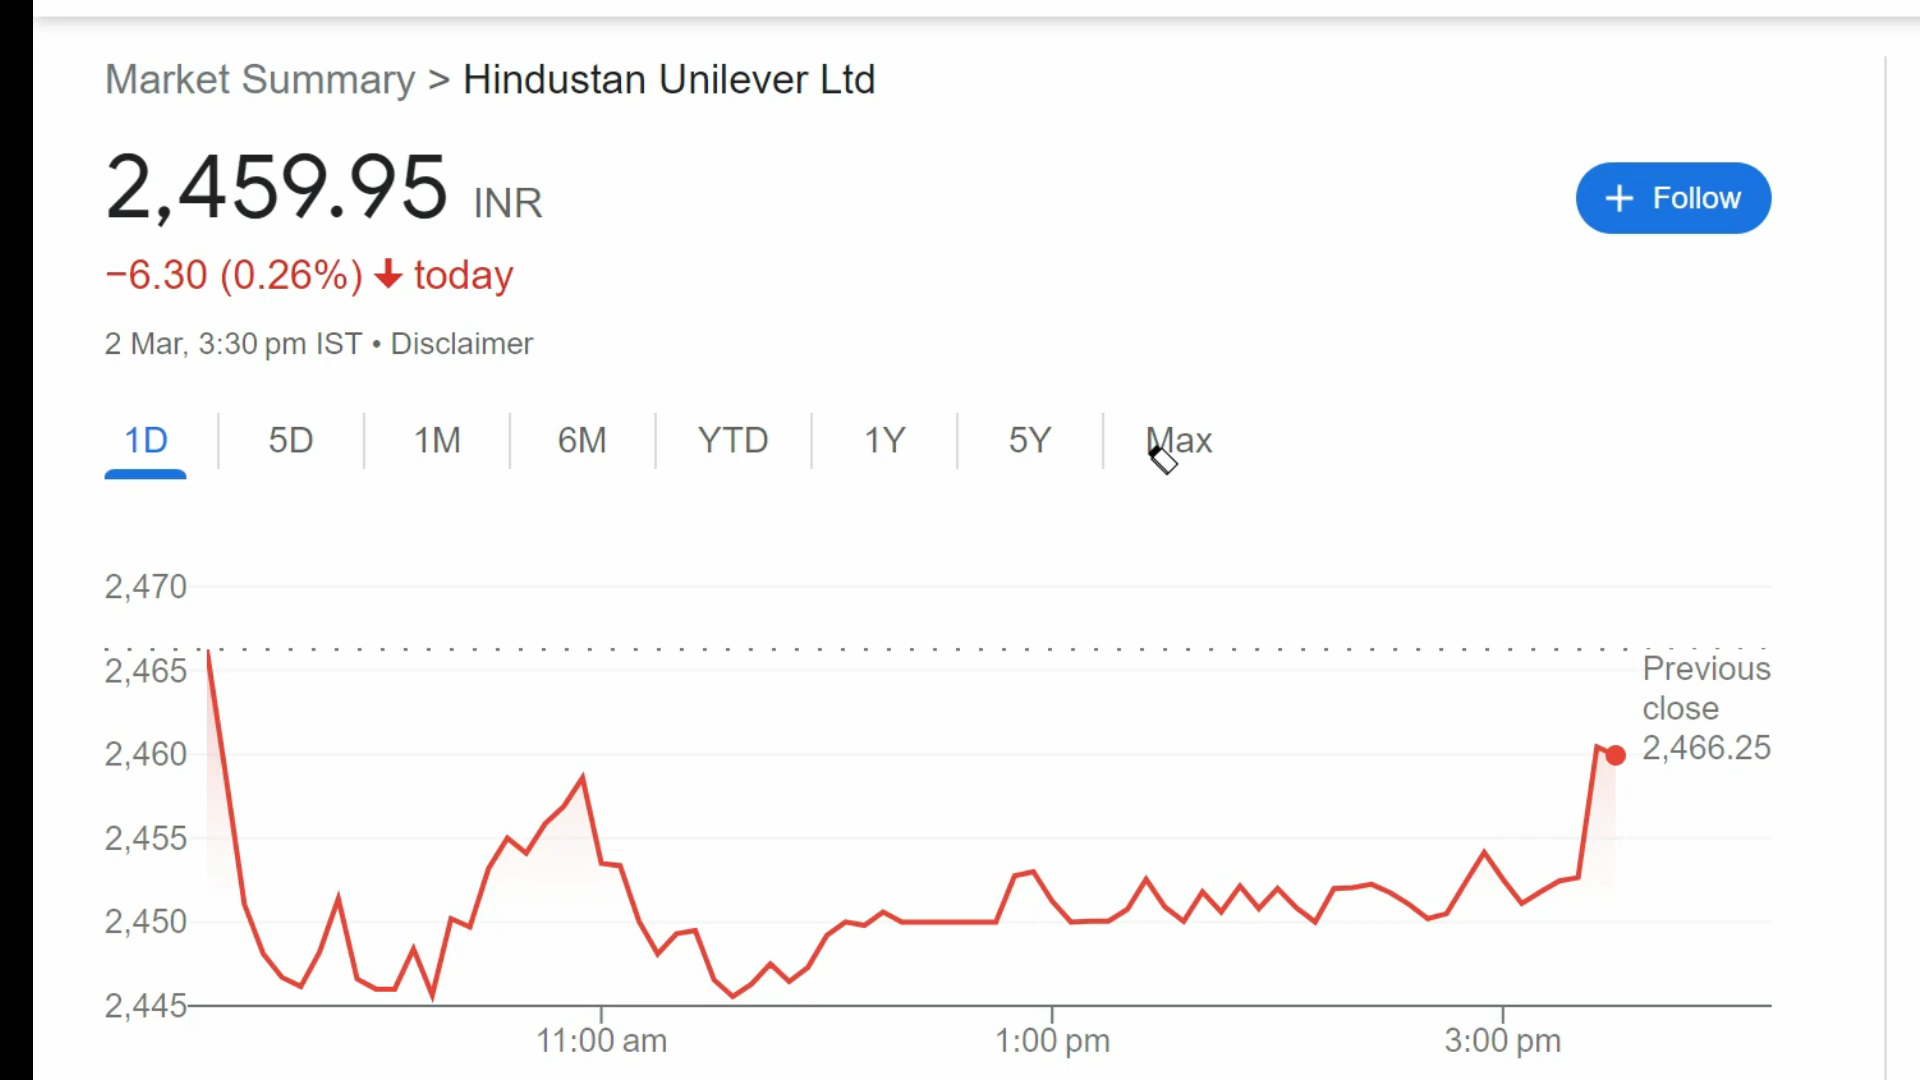 Market Summary > Hindustan Unilever Ltd
2,459.95 INR
+ Follow
−6.30 (0.26%) ↓ today
2 Mar, 3:30 pm IST • Disclaimer
1D 5D 1M 6M YTD 1Y 5Y Max
2,470
2,465
2,460
2,455
2,450
2,445
Previous
close
2,466.25
11:00 am 1:00 pm 3:00 pm